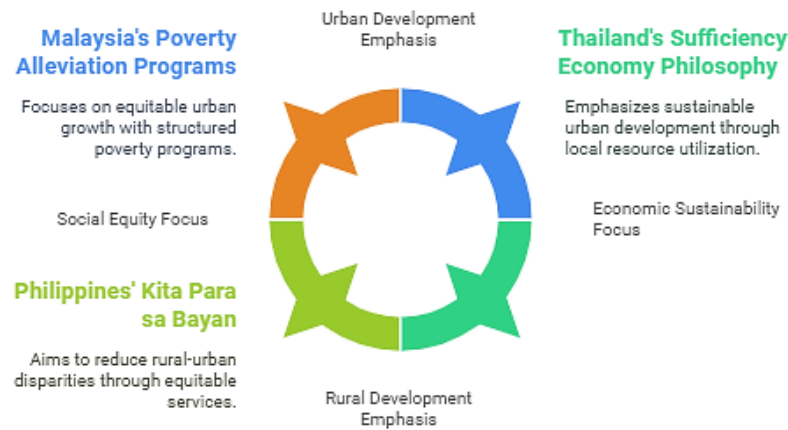 Urban Development
Emphasis
Malaysia's Poverty
Alleviation Programs
Focuses on equitable urban
growth with structured
poverty programs.
Thailand's Sufficiency
Economy Philosophy
Emphasizes sustainable
urban development through
local resource utilization.
Social Equity Focus
Economic Sustainability
Focus
Philippines' Kita Para
sa Bayan
Aims to reduce rural-urban
disparities through equitable
services.
Rural Development
Emphasis